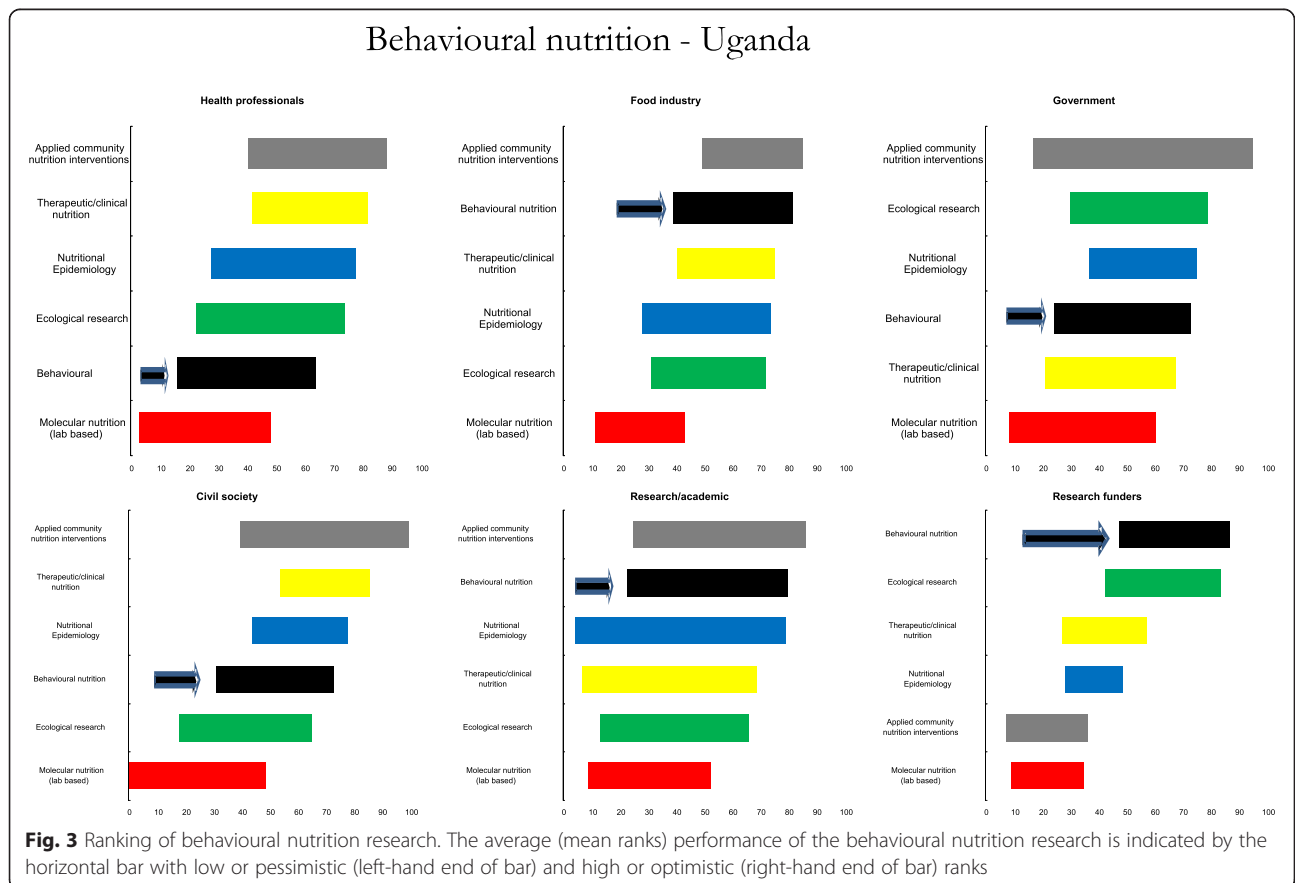 Behavioural nutrition - Uganda
Health professionals
Applied community
nutrition interventions
Therapeutic/clinical
nutrition
Nutritional
Epidemiology
Ecological research
Behavioural
Molecular nutrition
(lab based)
0 10 20 30 40 50 60 70 80 90 100
Food industry
Applied community
nutrition interventions
Behavioural nutrition
Therapeutic/clinical
nutrition
Nutritional
Epidemiology
Ecological research
Molecular nutrition
(lab based)
0 10 20 30 40 50 60 70 80 90 100
Government
Applied community
nutrition interventions
Ecological research
Nutritional
Epidemiology
Behavioural
Therapeutic/clinical
nutrition
Molecular nutrition
(lab based)
0 10 20 30 40 50 60 70 80 90 100
Civil society
Applied community
nutrition interventions
Therapeutic/clinical
nutrition
Nutritional
Epidemiology
Behavioural nutrition
Ecological research
Molecular nutrition
(lab based)
0 10 20 30 40 50 60 70 80 90 100
Research/academic
Applied community
nutrition interventions
Behavioural nutrition
Nutritional
Epidemiology
Therapeutic/clinical
nutrition
Ecological research
Molecular nutrition
(lab based)
0 10 20 30 40 50 60 70 80 90 100
Research funders
Behavioural nutrition
Ecological research
Therapeutic/clinical
nutrition
Nutritional
Epidemiology
Applied community
nutrition interventions
Molecular nutrition
(lab based)
0 10 20 30 40 50 60 70 80 90 100
Fig. 3 Ranking of behavioural nutrition research. The average (mean ranks) performance of the behavioural nutrition research is indicated by the
horizontal bar with low or pessimistic (left-hand end of bar) and high or optimistic (right-hand end of bar) ranks